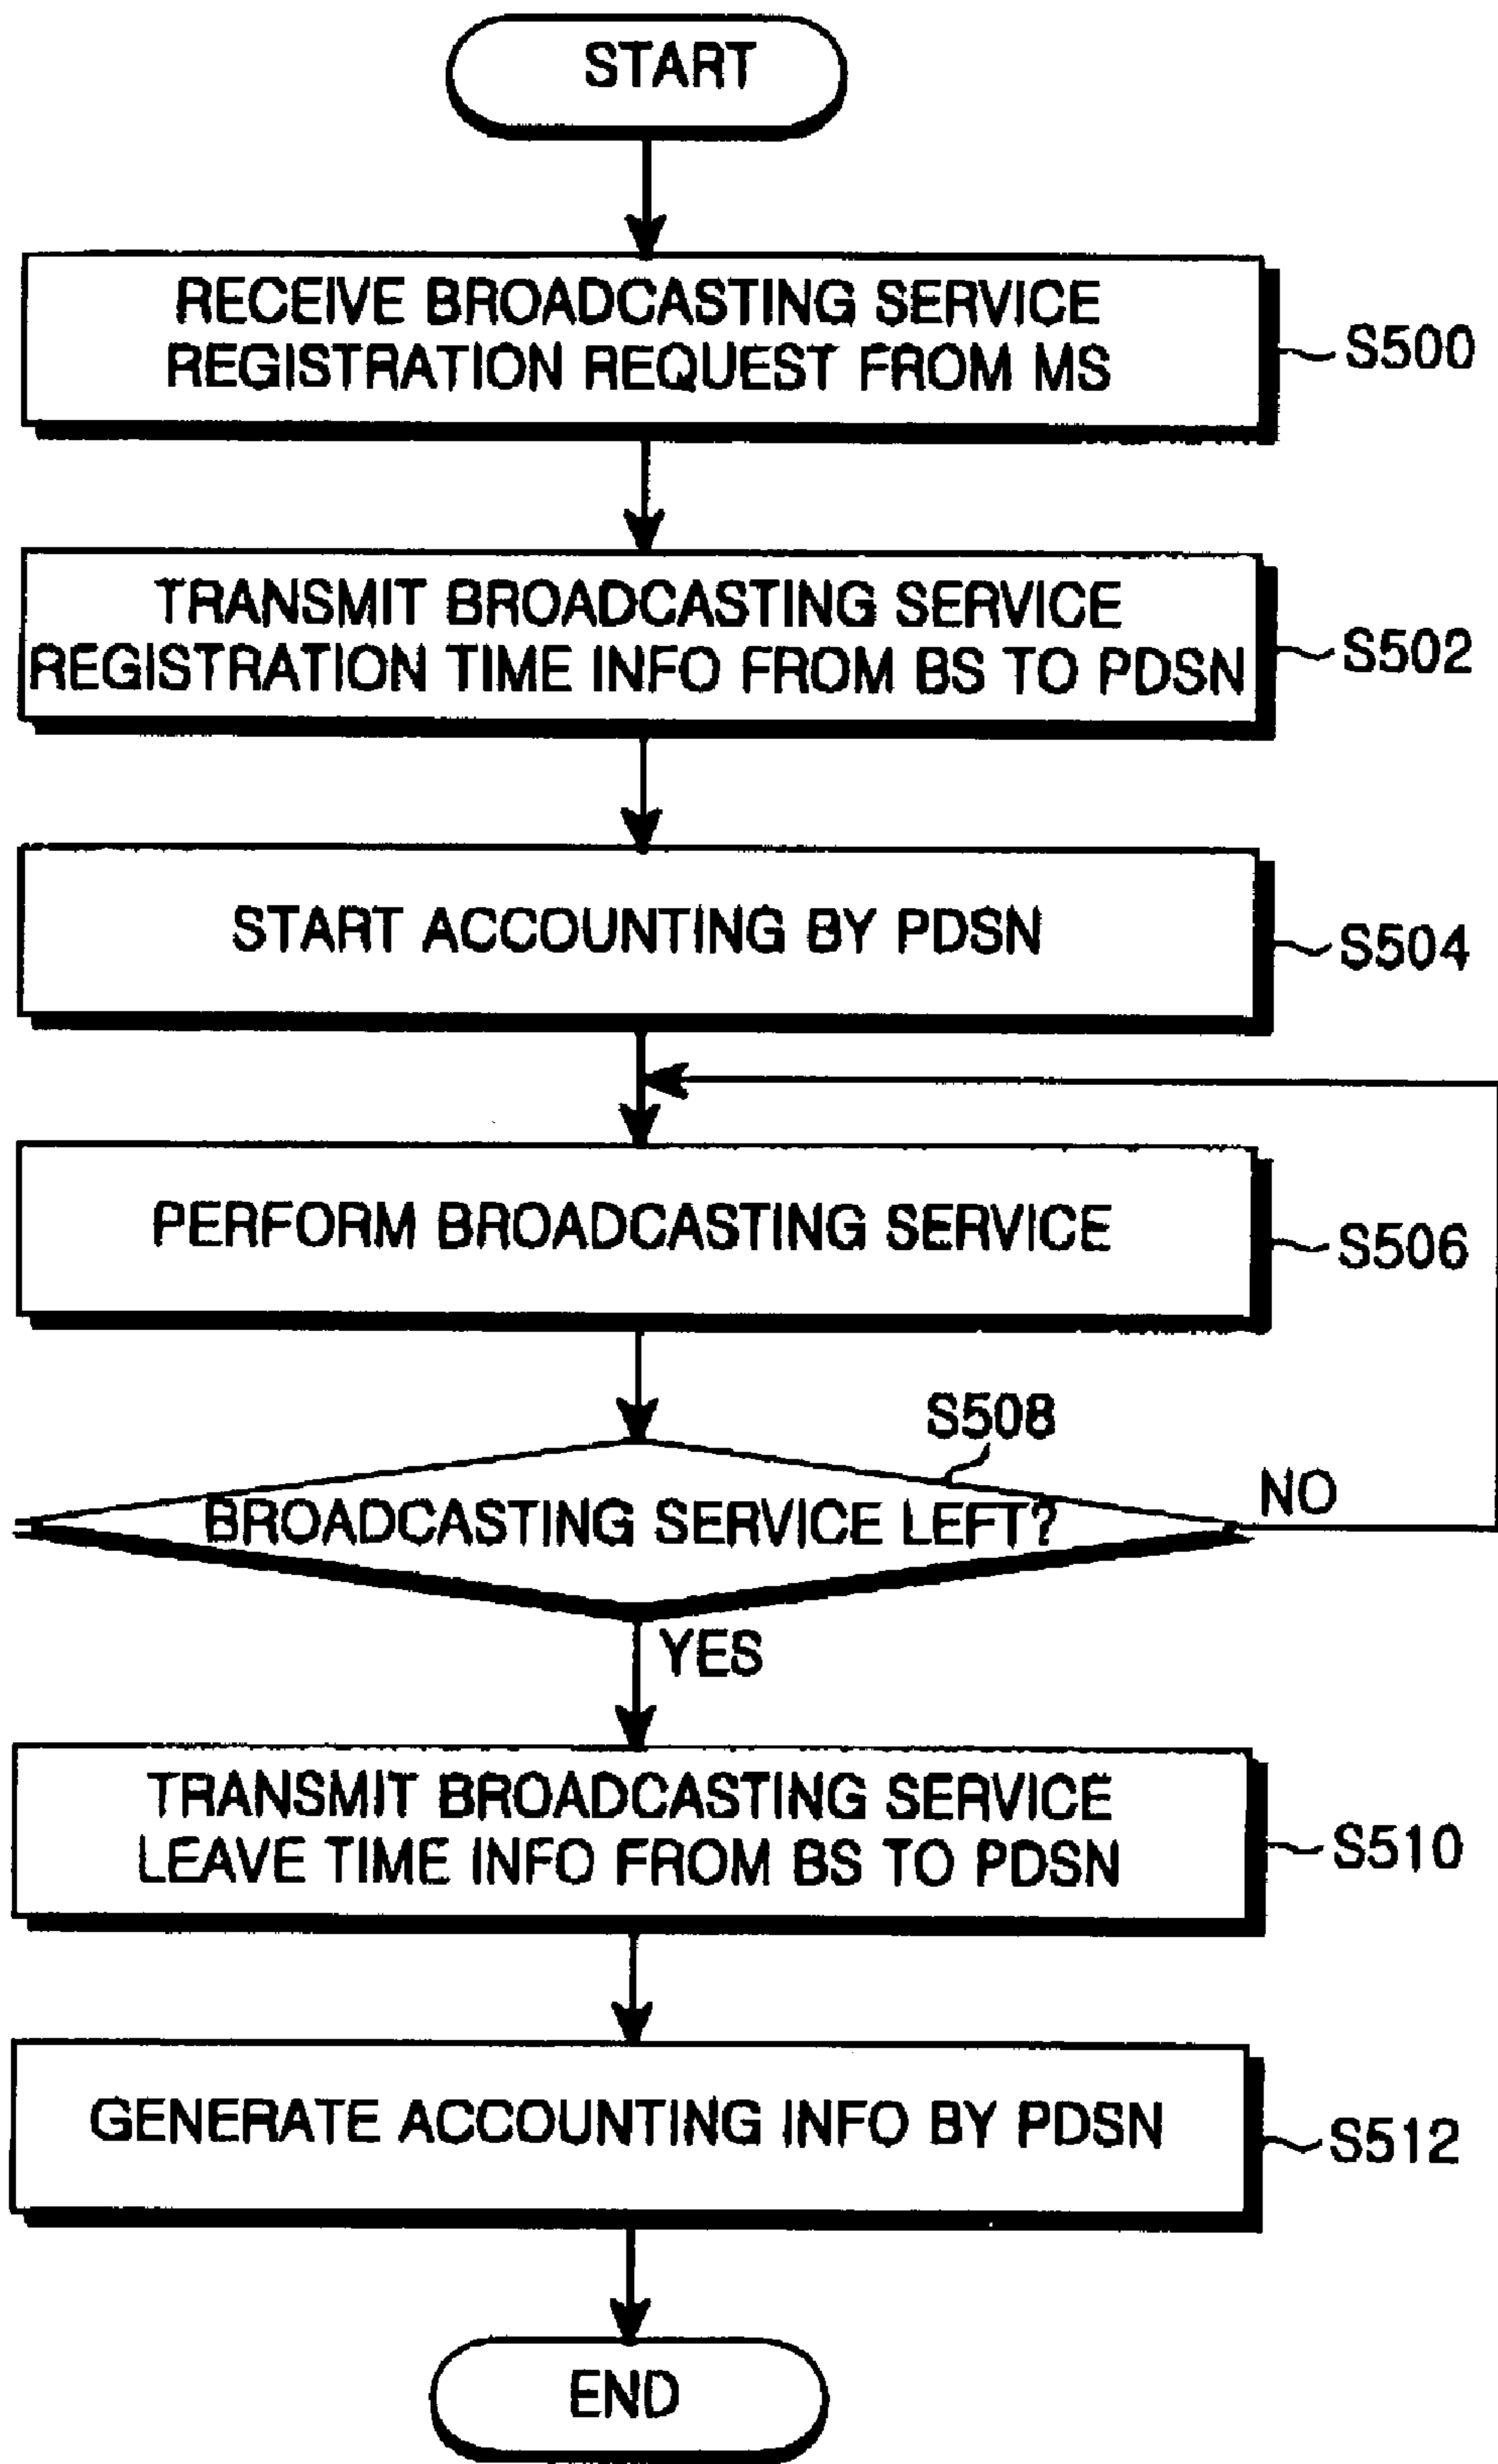 START
RECEIVE BROADCASTING SERVICE
REGISTRATION REQUEST FROM MS
S500
TRANSMIT BROADCASTING SERVICE
REGISTRATION TIME INFO FROM BS TO PDSN
S502
START ACCOUNTING BY PDSN
S504
PERFORM BROADCASTING SERVICE
S506
S508
BROADCASTING SERVICE LEFT?
NO
YES
TRANSMIT BROADCASTING SERVICE
LEAVE TIME INFO FROM BS TO PDSN
S510
GENERATE ACCOUNTING INFO BY PDSN
S512
END